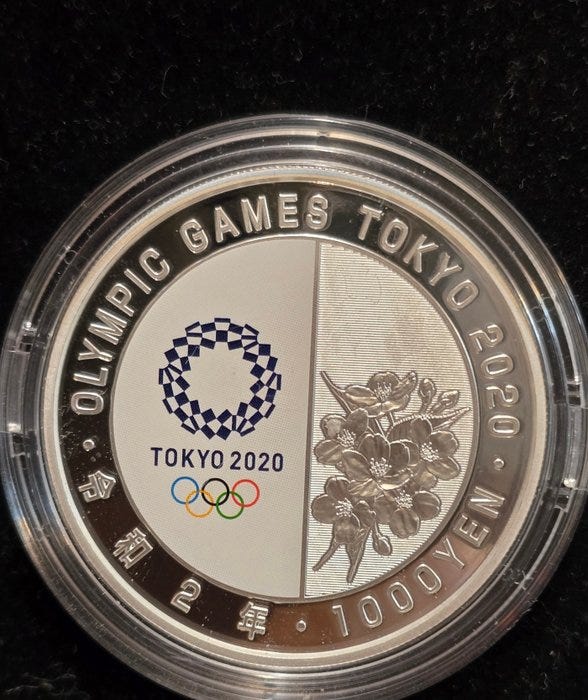 OLYMPIC GAMES TOKYO 2020
TOKYO 2020
・令和2年・1000YEN・